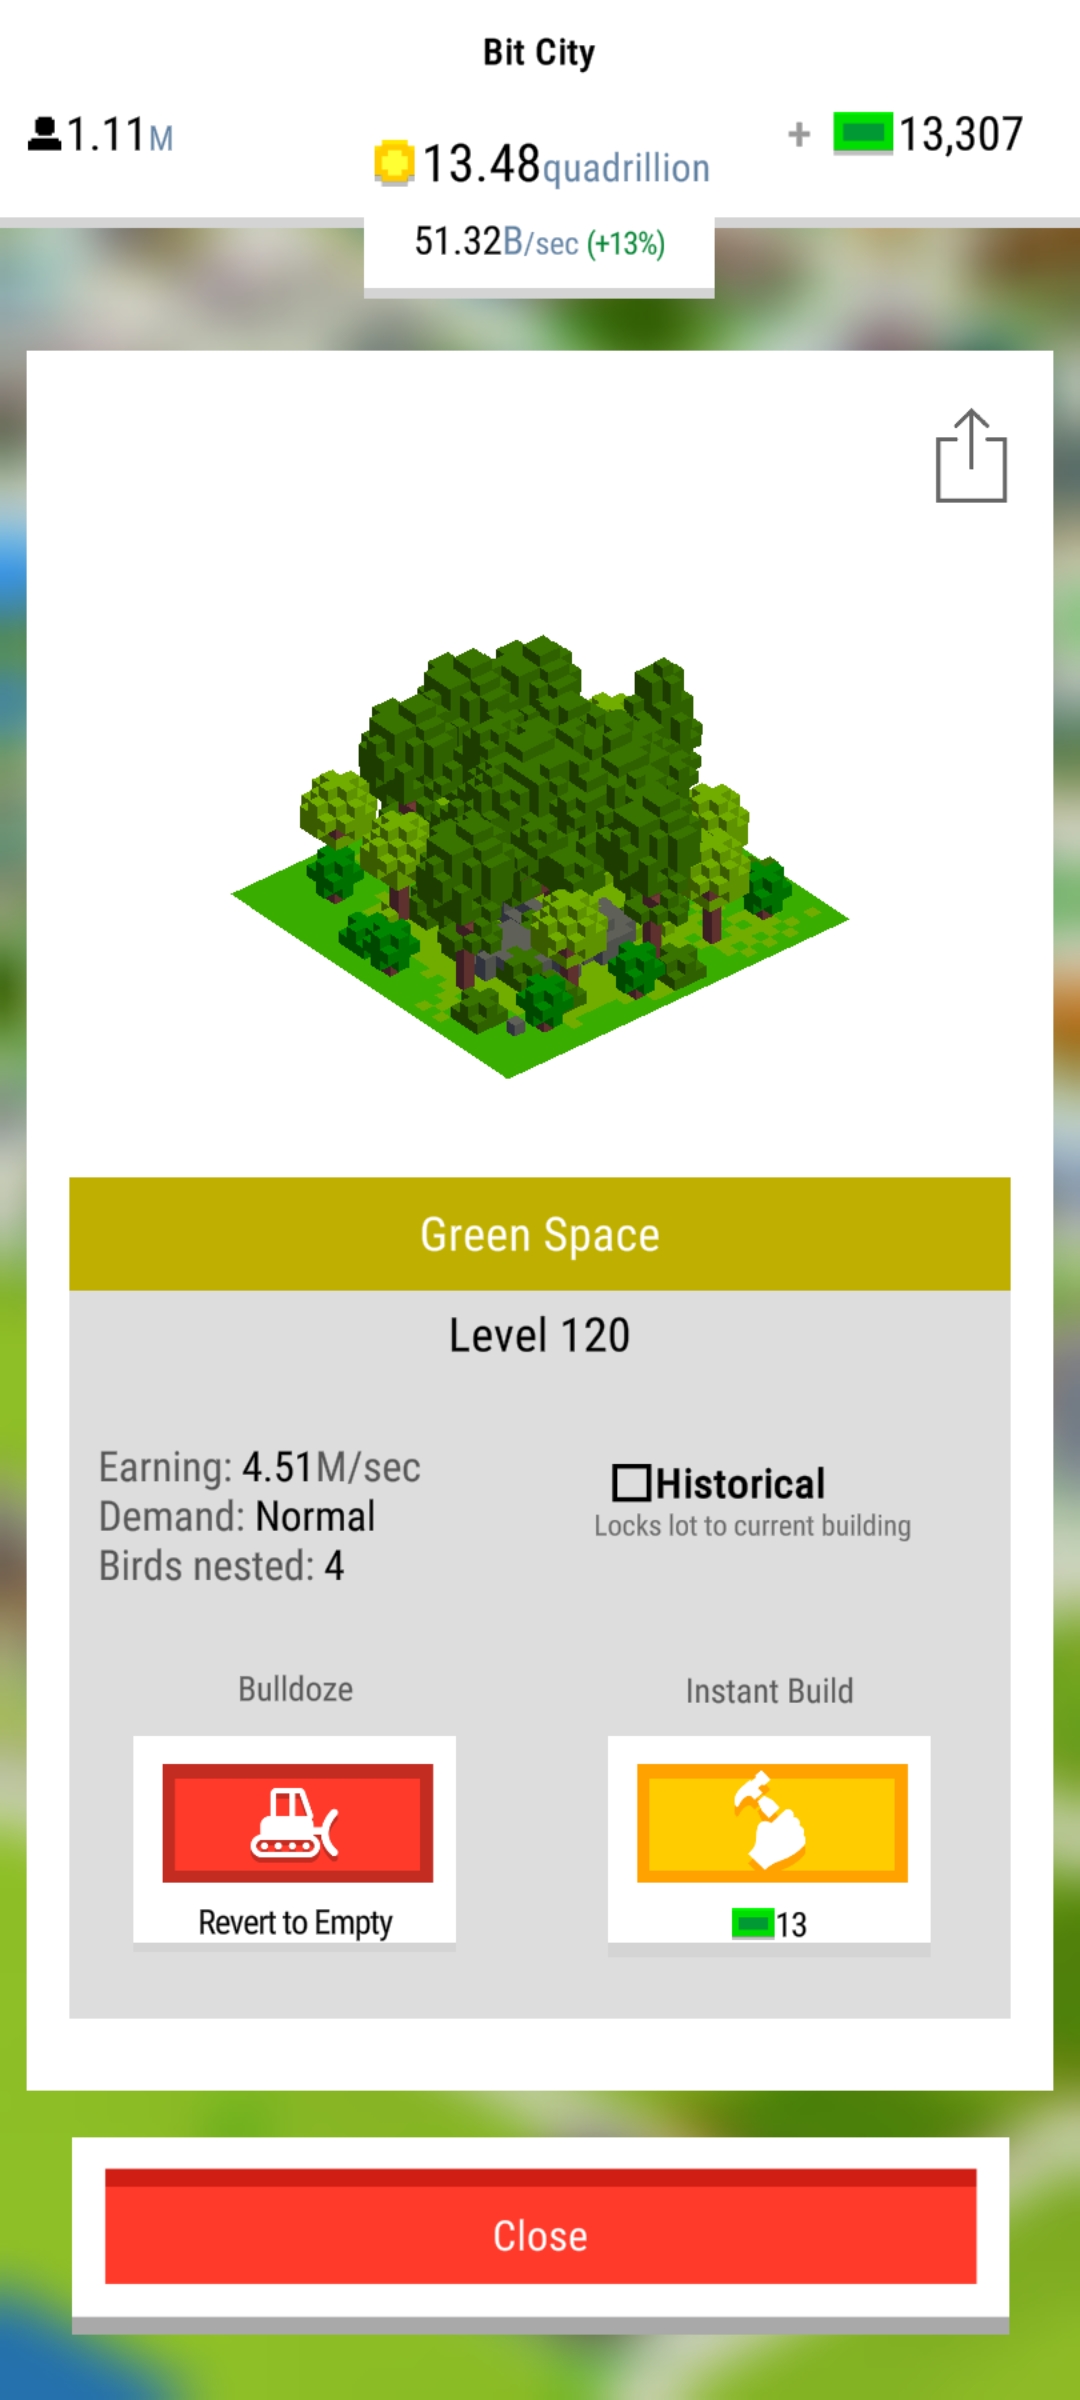 Bit City
1.11M
13.48quadrillion
+ 13,307
51.32B/sec (+13%)
Green Space
Level 120
Earning: 4.51M/sec
Demand: Normal
Birds nested: 4
Historical
Locks lot to current building
Bulldoze
Revert to Empty
Instant Build
13
Close